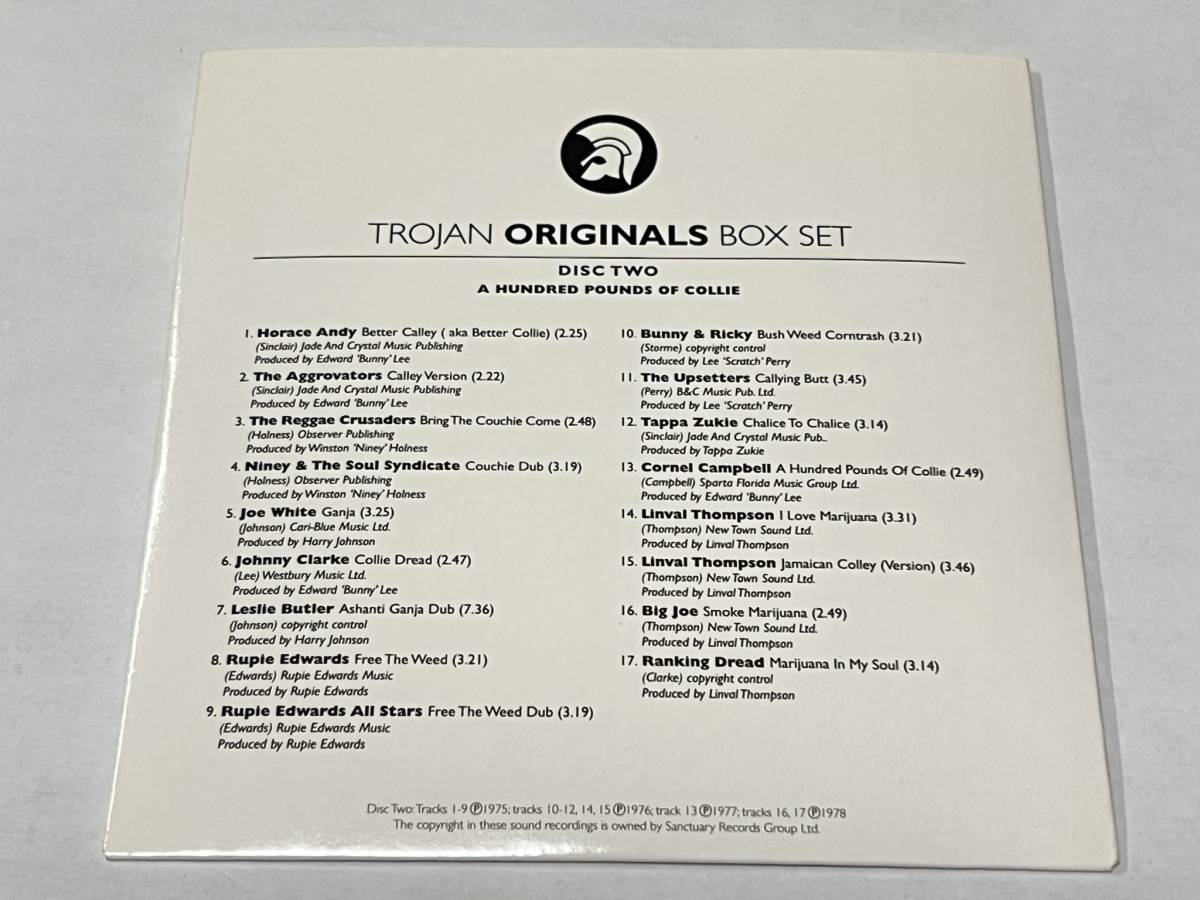 TROJAN ORIGINALS BOX SET
DISC TWO
A HUNDRED POUNDS OF COLLIE
1. Horace Andy Better Calley ( aka Better Collie) (2.25)
(Sinclair) Jade And Crystal Music Publishing
Produced by Edward 'Bunny' Lee
2. The Aggrovators Calley Version (2.22)
(Sinclair) Jade And Crystal Music Publishing
Produced by Edward 'Bunny' Lee
3. The Reggae Crusaders Bring The Couchie Come (2.48)
(Holness) Observer Publishing
Produced by Winston 'Niney' Holness
4. Niney & The Soul Syndicate Couchie Dub (3.19)
(Holness) Observer Publishing
Produced by Winston 'Niney' Holness
5. Joe White Ganja (3.25)
(Johnson) Cari-Blue Music Ltd.
Produced by Harry Johnson
6. Johnny Clarke Collie Dread (2.47)
(Lee) Westbury Music Ltd.
Produced by Edward 'Bunny' Lee
7. Leslie Butler Ashanti Ganja Dub (7.36)
(Johnson) copyright control
Produced by Harry Johnson
8. Rupie Edwards Free The Weed (3.21)
(Edwards) Rupie Edwards Music
Produced by Rupie Edwards
9. Rupie Edwards All Stars Free The Weed Dub (3.19)
(Edwards) Rupie Edwards Music
Produced by Rupie Edwards
10. Bunny & Ricky Bush Weed Corntrash (3.21)
(Storme) copyright control
Produced by Lee 'Scratch' Perry
11. The Upsetters Callying Butt (3.45)
(Perry) B&C Music Pub. Ltd.
Produced by Lee 'Scratch' Perry
12. Tappa Zukie Chalice To Chalice (3.14)
(Sinclair) Jade And Crystal Music Pub..
Produced by Tappa Zukie
13. Cornel Campbell A Hundred Pounds Of Collie (2.49)
(Campbell) Sparta Florida Music Group Ltd.
Produced by Edward 'Bunny' Lee
14. Linval Thompson I Love Marijuana (3.31)
(Thompson) New Town Sound Ltd.
Produced by Linval Thompson
15. Linval Thompson Jamaican Colley (Version) (3.46)
(Thompson) New Town Sound Ltd.
Produced by Linval Thompson
16. Big Joe Smoke Marijuana (2.49)
(Thompson) New Town Sound Ltd.
Produced by Linval Thompson
17. Ranking Dread Marijuana In My Soul (3.14)
(Clarke) copyright control
Produced by Linval Thompson
Disc Two: Tracks 1-9 ℗1975; tracks 10-12, 14, 15 ℗1976; track 13 ℗1977; tracks 16, 17 ℗1978
The copyright in these sound recordings is owned by Sanctuary Records Group Ltd.